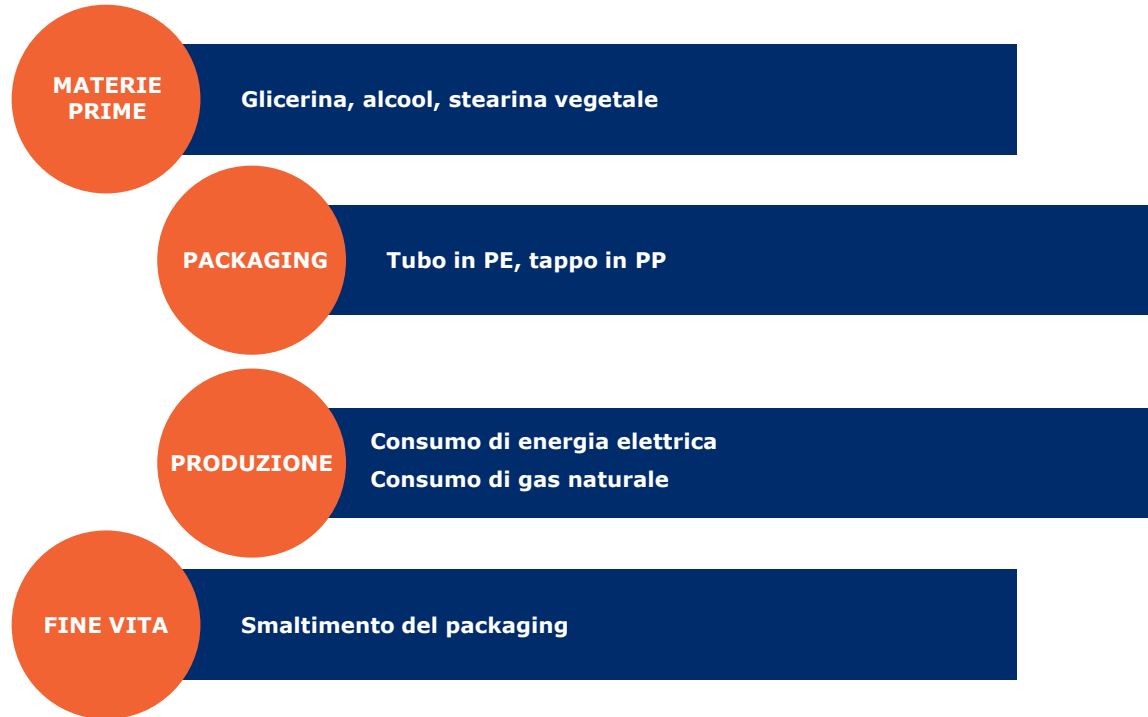 MATERIE
PRIME
Glicerina, alcool, stearina vegetale
PACKAGING
Tubo in PE, tappo in PP
PRODUZIONE
Consumo di energia elettrica
Consumo di gas naturale
FINE VITA
Smaltimento del packaging